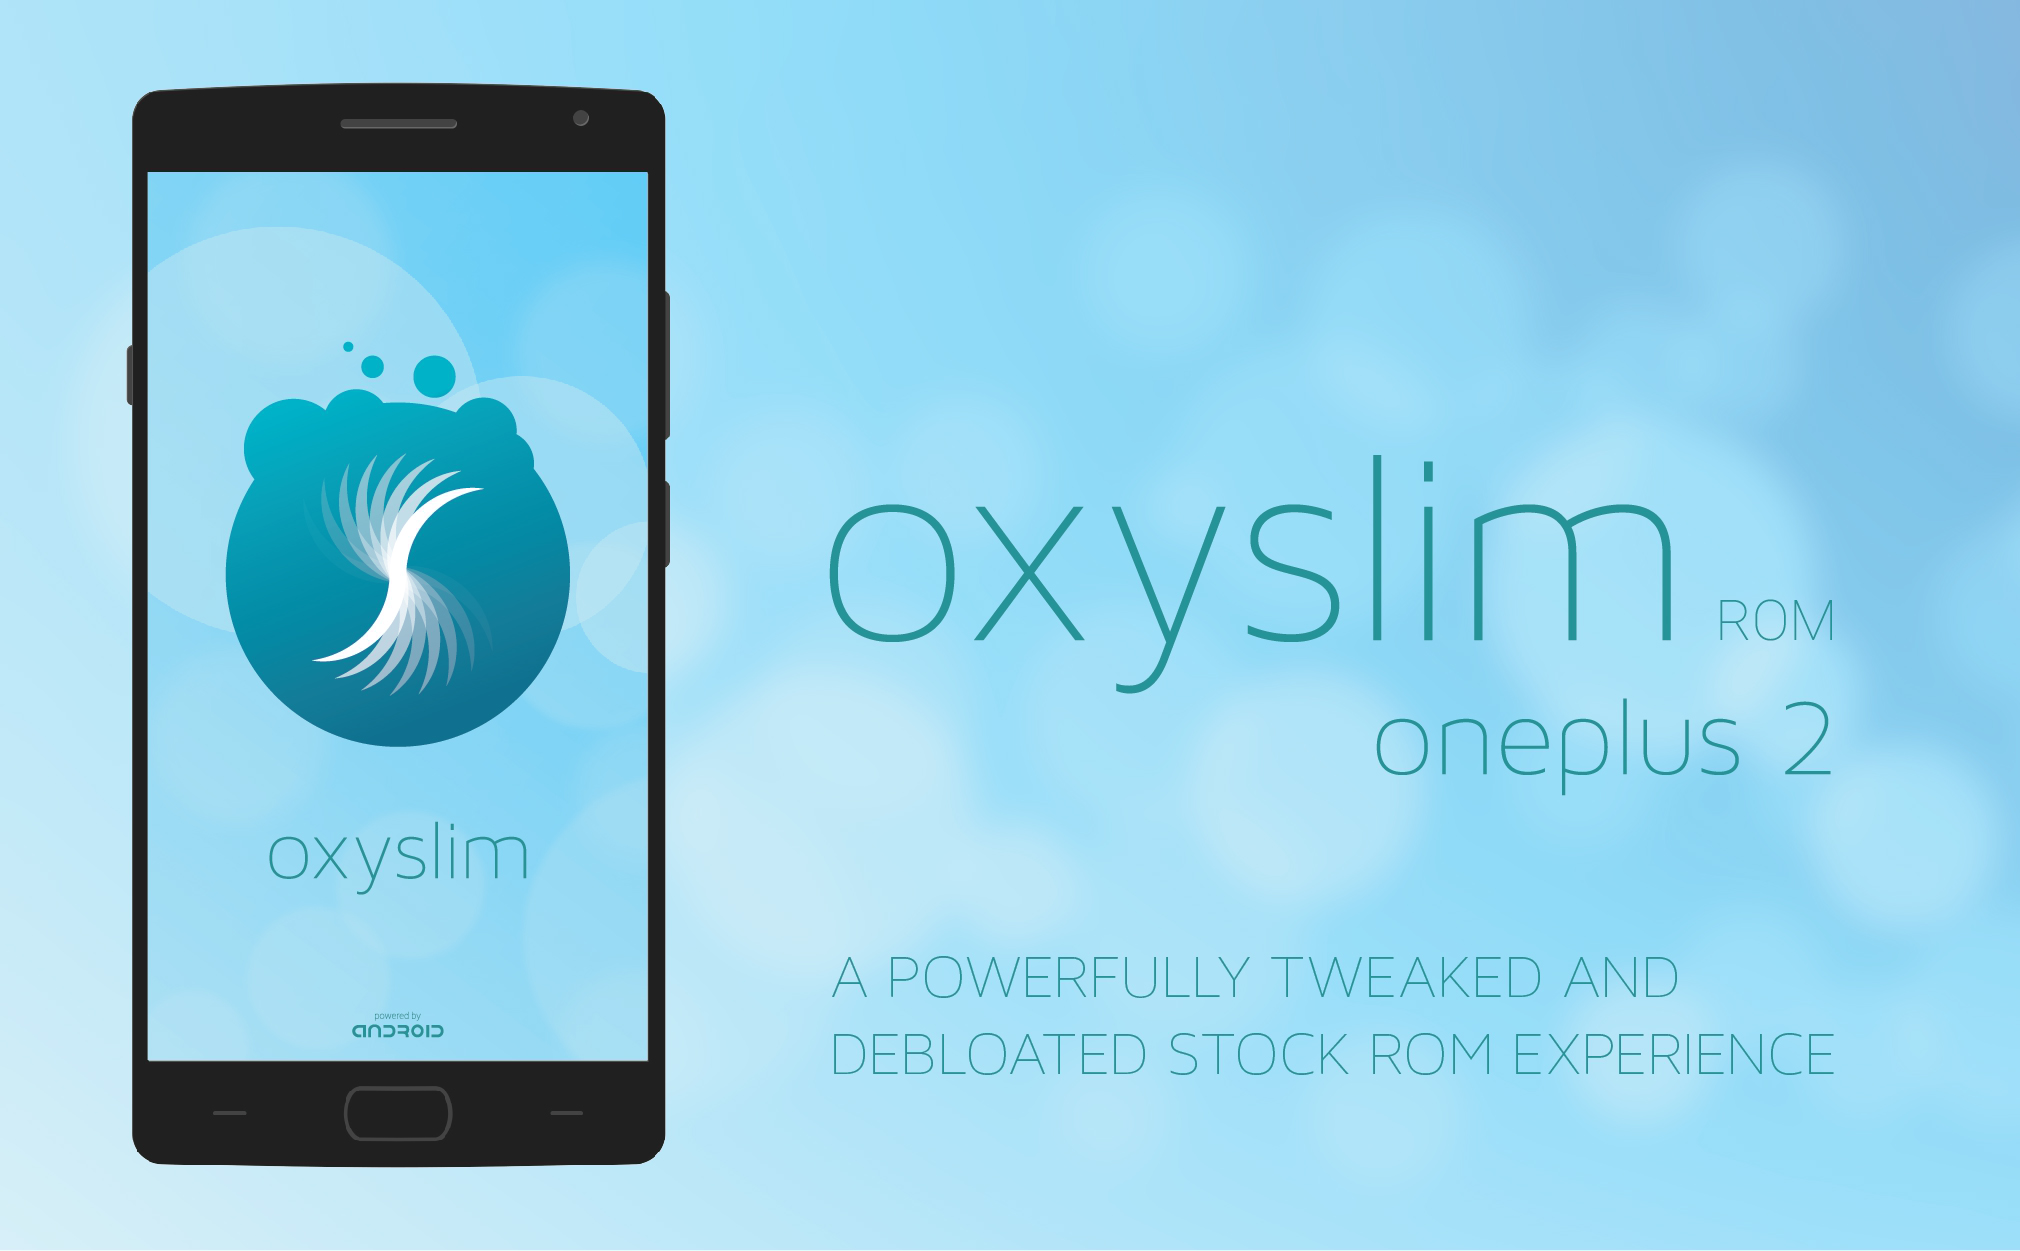 oxyslim ROM
oneplus 2
A POWERFULLY TWEAKED AND
DEBLOATED STOCK ROM EXPERIENCE
oxyslim
powered by
android